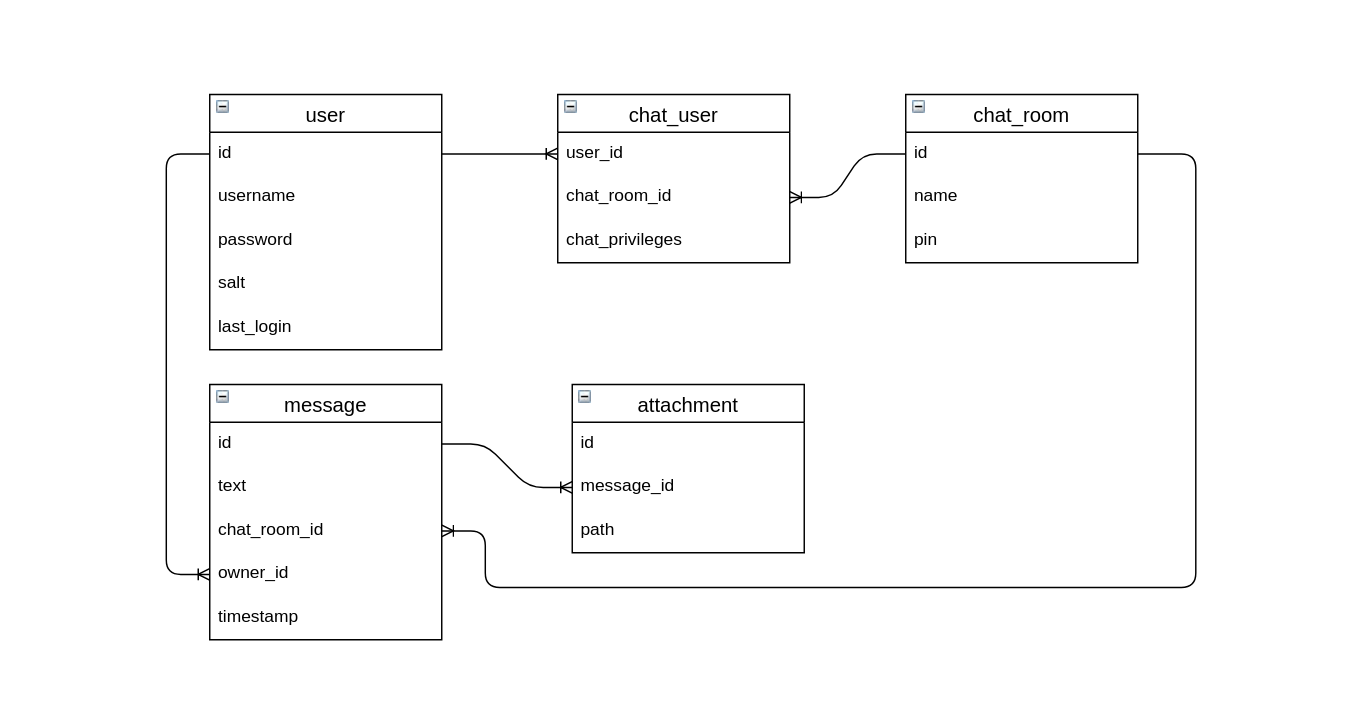 user
id
username
password
salt
last_login
chat_user
user_id
chat_room_id
chat_privileges
chat_room
id
name
pin
message
id
text
chat_room_id
owner_id
timestamp
attachment
id
message_id
path